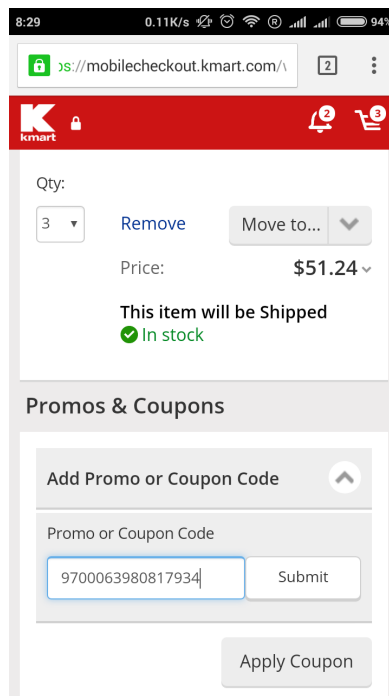 8:29 0.11K/s R 94%
https://mobilecheckout.kmart.com/ 2
K kmart 2 3
Qty:
3 Remove Move to...
Price: $51.24
This item will be Shipped
In stock
Promos & Coupons
Add Promo or Coupon Code
Promo or Coupon Code
9700063980817934 Submit
Apply Coupon